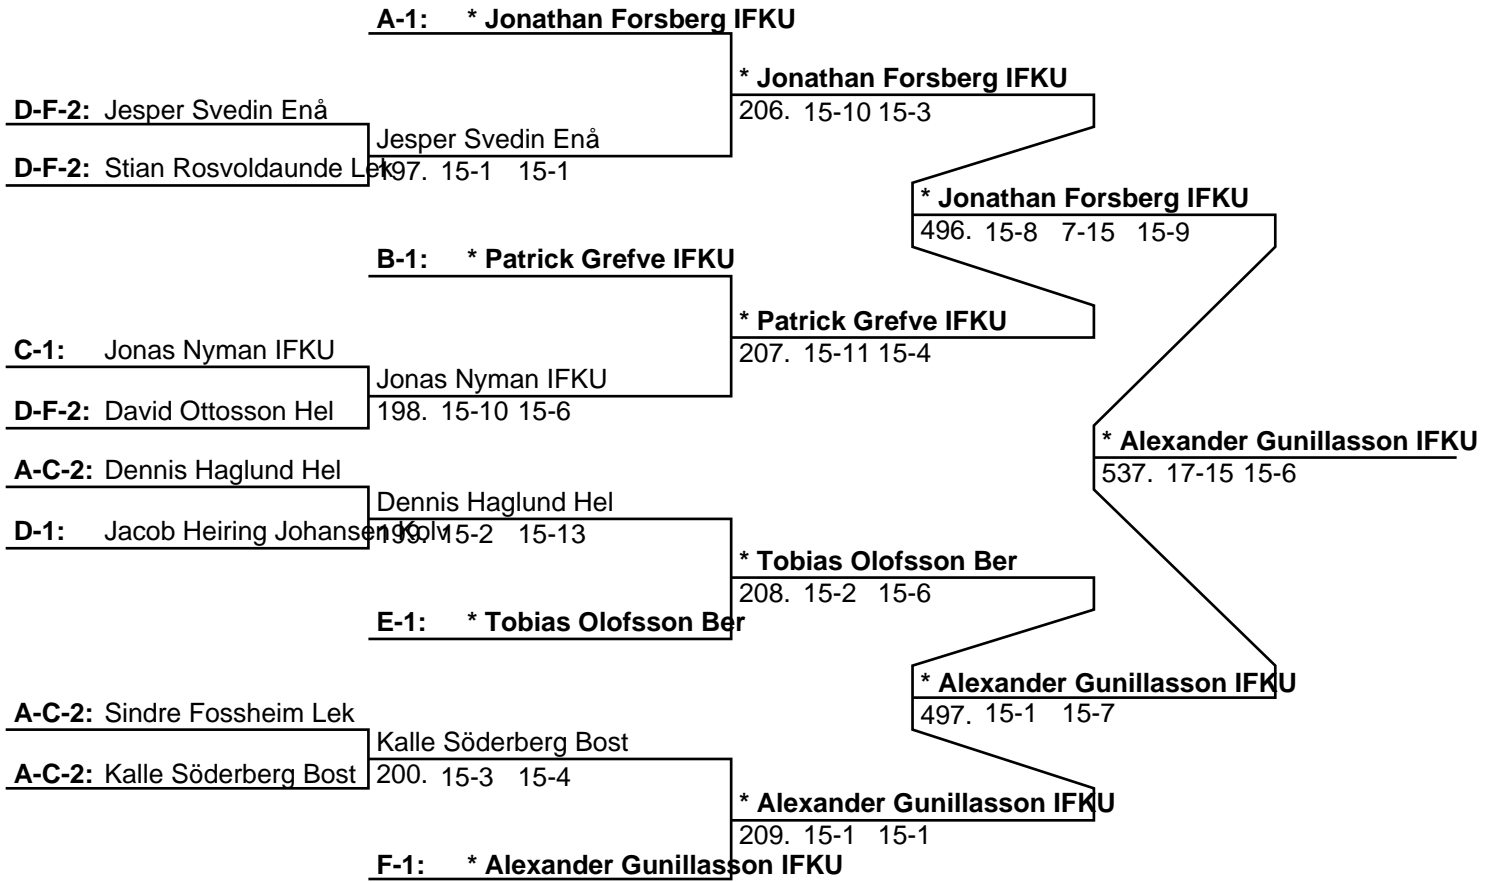 A-1: * Jonathan Forsberg IFKU
* Jonathan Forsberg IFKU
206. 15-10 15-3
D-F-2: Jesper Svedin Enå
Jesper Svedin Enå
D-F-2: Stian Rosvoldaunde Lek
197. 15-1 15-1
* Jonathan Forsberg IFKU
496. 15-8 7-15 15-9
B-1: * Patrick Grefve IFKU
* Patrick Grefve IFKU
207. 15-11 15-4
C-1: Jonas Nyman IFKU
Jonas Nyman IFKU
D-F-2: David Ottosson Hel
198. 15-10 15-6
* Alexander Gunillasson IFKU
537. 17-15 15-6
A-C-2: Dennis Haglund Hel
Dennis Haglund Hel
D-1: Jacob Heiring Johansen Kolv
199. 15-2 15-13
* Tobias Olofsson Ber
208. 15-2 15-6
E-1: * Tobias Olofsson Ber
* Alexander Gunillasson IFKU
497. 15-1 15-7
A-C-2: Sindre Fossheim Lek
Kalle Söderberg Bost
A-C-2: Kalle Söderberg Bost
200. 15-3 15-4
* Alexander Gunillasson IFKU
209. 15-1 15-1
F-1: * Alexander Gunillasson IFKU